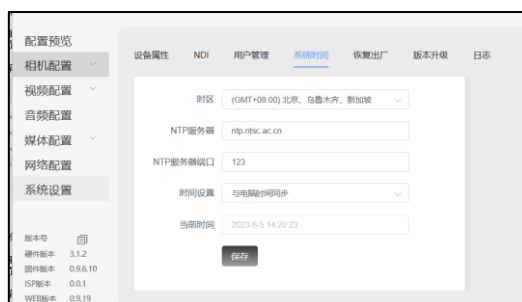 配置预览
相机配置
视频配置
音频配置
媒体配置
网络配置
系统设置
版本号
硬件版本 3.1.2
固件版本 0.9.6.10
ISP版本 0.0.1
WEB版本 0.9.19
设备属性 NDI 用户管理 系统时间 恢复出厂 版本升级 日志
时区 (GMT+08:00) 北京、乌鲁木齐、新加坡
NTP服务器 ntp.ntsc.ac.cn
NTP服务器端口 123
时间设置 与电脑时间同步
当前时间 2023-6-5 14:20:23
保存